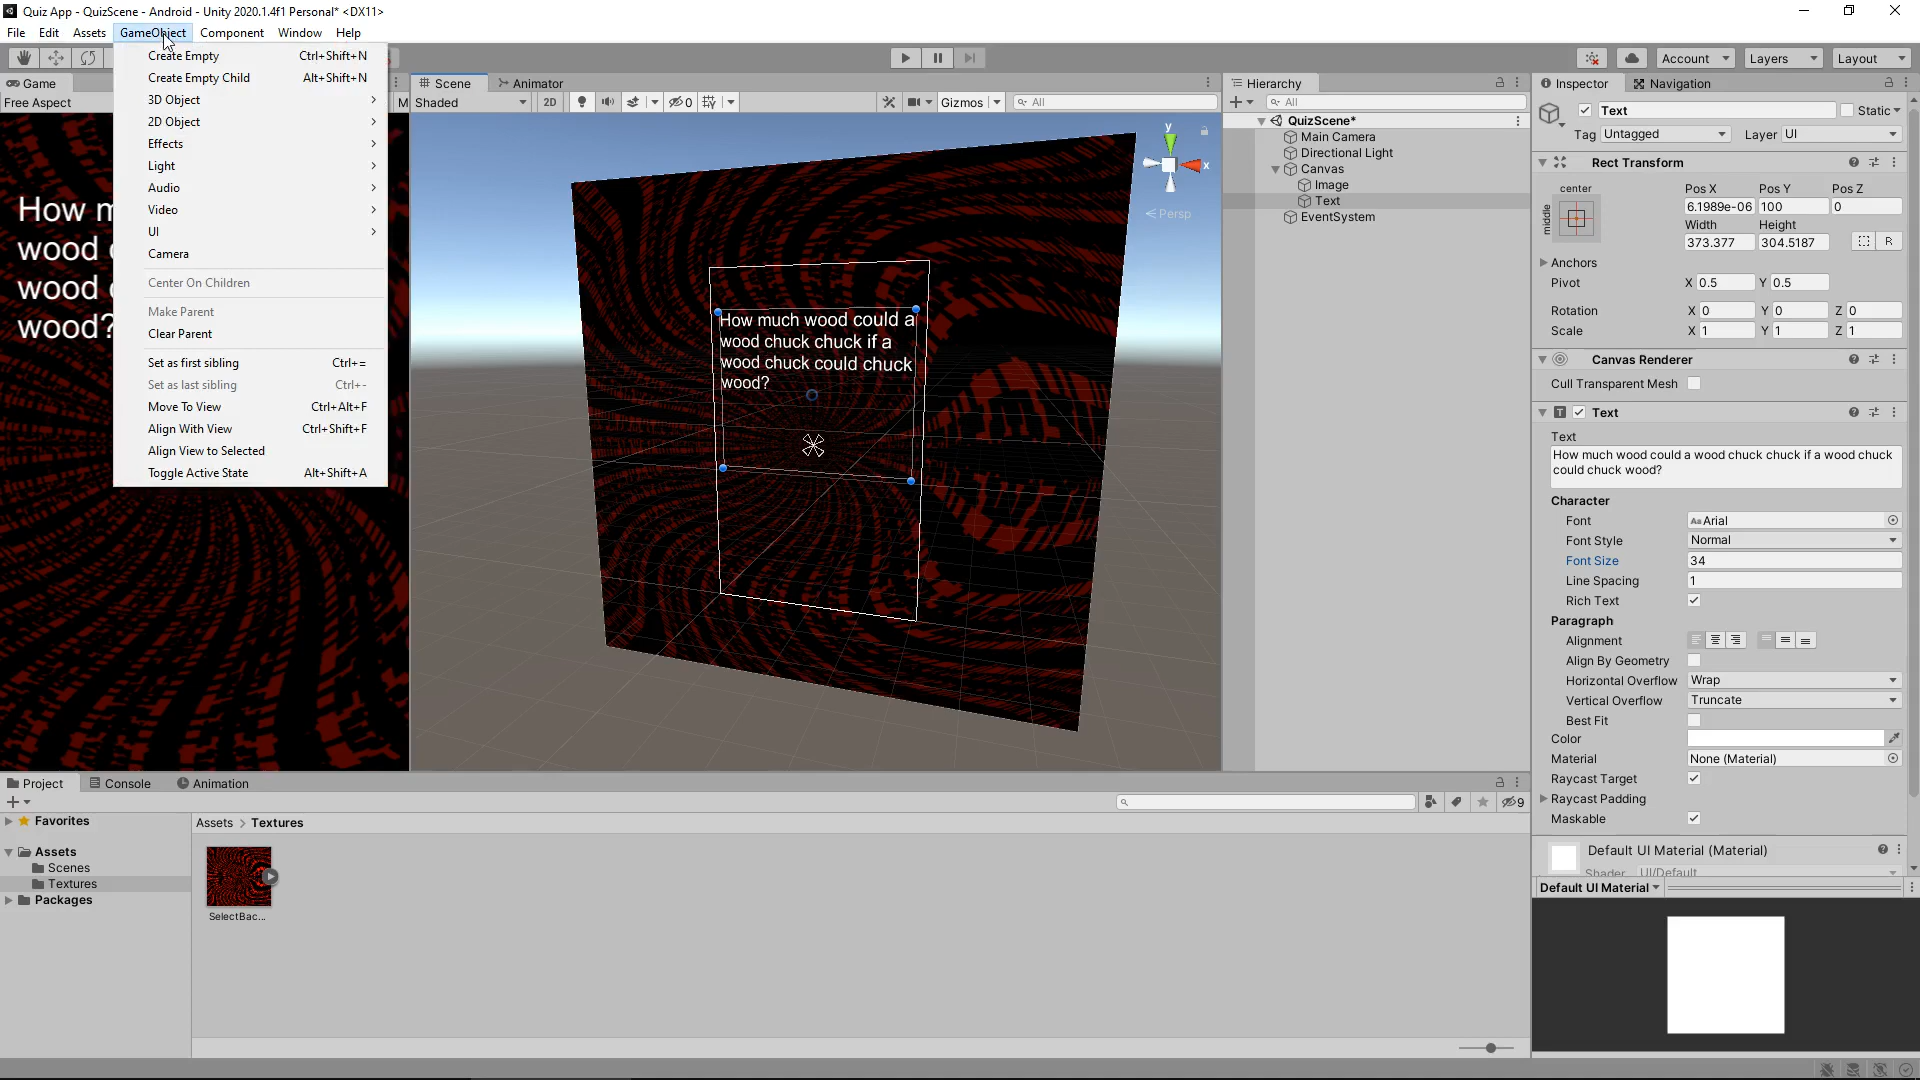 Quiz App - QuizScene - Android - Unity 2020.1.4f1 Personal* <DX11>
File Edit Assets GameObject Component Window Help
Account Layers Layout
Game
Free Aspect
M
How m
wood c
wood c
wood?
Create Empty Ctrl+Shift+N
Create Empty Child Alt+Shift+N
3D Object
2D Object
Effects
Light
Audio
Video
UI
Camera
Center On Children
Make Parent
Clear Parent
Set as first sibling Ctrl+=
Set as last sibling Ctrl+-
Move To View Ctrl+Alt+F
Align With View Ctrl+Shift+F
Align View to Selected
Toggle Active State Alt+Shift+A
Scene Animator
Shaded 2D 0 Gizmos All
y
x
Persp
How much wood could a
wood chuck chuck if a
wood chuck could chuck
wood?
Hierarchy
All
QuizScene*
Main Camera
Directional Light
Canvas
Image
Text
EventSystem
Inspector Navigation
Text Static
Tag Untagged Layer UI
Rect Transform
center Pos X Pos Y Pos Z
middle 6.1989e-06 100 0
Width Height
373.377 304.5187 R
Anchors
Pivot X 0.5 Y 0.5
Rotation X 0 Y 0 Z 0
Scale X 1 Y 1 Z 1
Canvas Renderer
Cull Transparent Mesh
Text
Text
How much wood could a wood chuck chuck if a wood chuck
could chuck wood?
Character
Font Arial
Font Style Normal
Font Size 34
Line Spacing 1
Rich Text
Paragraph
Alignment
Align By Geometry
Horizontal Overflow Wrap
Vertical Overflow Truncate
Best Fit
Color
Material None (Material)
Raycast Target
Raycast Padding
Maskable
Default UI Material (Material)
Shader UI/Default
Default UI Material
Project Console Animation
9
Favorites
Assets
Scenes
Textures
Packages
Assets > Textures
SelectBac...